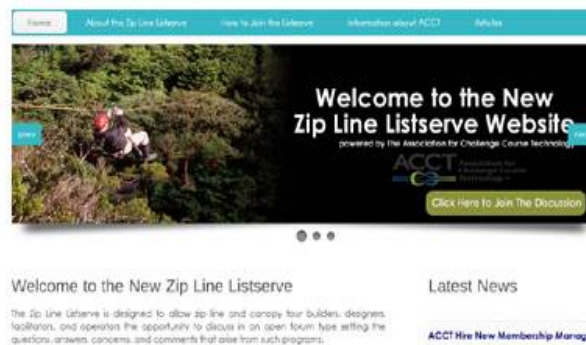 Home About the Zip Line Listserve How to Join the Listserve Information about ACCT Articles
Welcome to the New
Zip Line Listserve Website
powered by The Association for Challenge Course Technology
prev
ACCT Association for
Challenge Course
Technology
Click Here to Join The Discussion
Welcome to the New Zip Line Listserve
The Zip Line Listserve is designed to allow zip line and canopy tour builders, designers,
facilitators, and operators the opportunity to discuss in an open forum type setting the
questions, answers, concerns, and comments that arise from such programs.
Latest News
ACCT Hire New Membership Manag